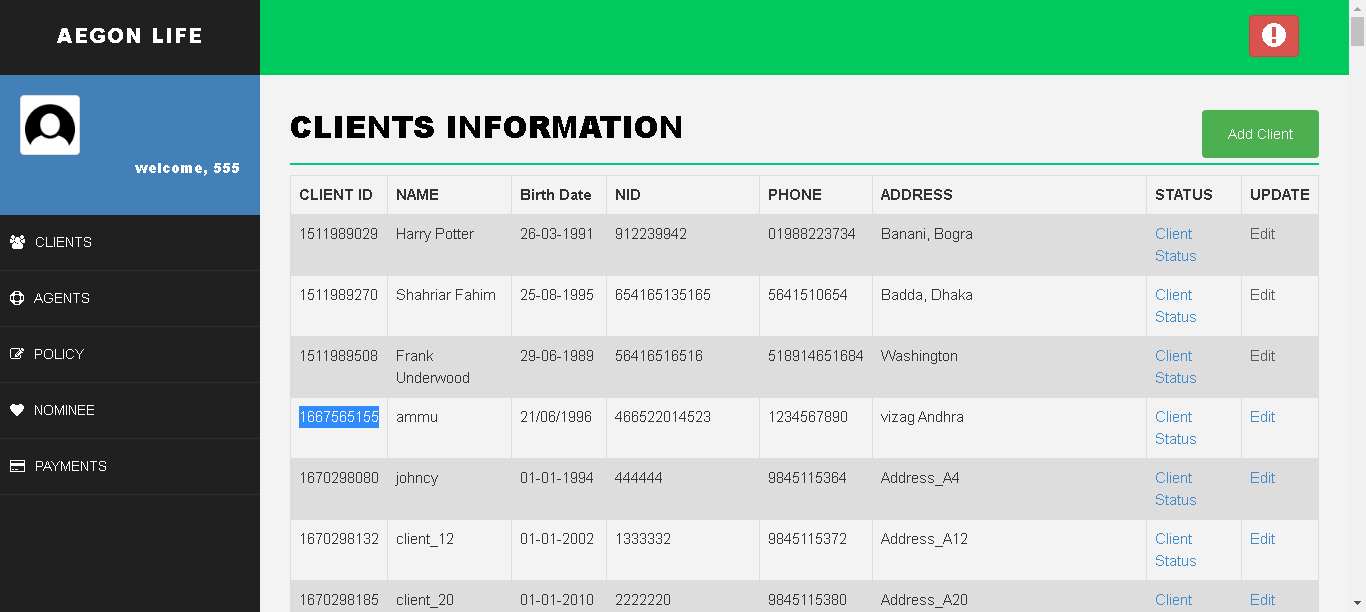 AEGON LIFE
welcome, 555
CLIENTS
AGENTS
POLICY
NOMINEE
PAYMENTS
CLIENTS INFORMATION
Add Client
CLIENT ID NAME Birth Date NID PHONE ADDRESS STATUS UPDATE
1511989029 Harry Potter 26-03-1991 912239942 01988223734 Banani, Bogra Client Edit
Status
1511989270 Shahriar Fahim 25-08-1995 654165135165 5641510654 Badda, Dhaka Client Edit
Status
1511989508 Frank 29-06-1989 56416516516 518914651684 Washington Client Edit
Underwood Status
1667565155 ammu 21/06/1996 466522014523 1234567890 vizag Andhra Client Edit
Status
1670298080 johncy 01-01-1994 444444 9845115364 Address_A4 Client Edit
Status
1670298132 client_12 01-01-2002 1333332 9845115372 Address_A12 Client Edit
Status
1670298185 client_20 01-01-2010 2222220 9845115380 Address_A20 Client Edit